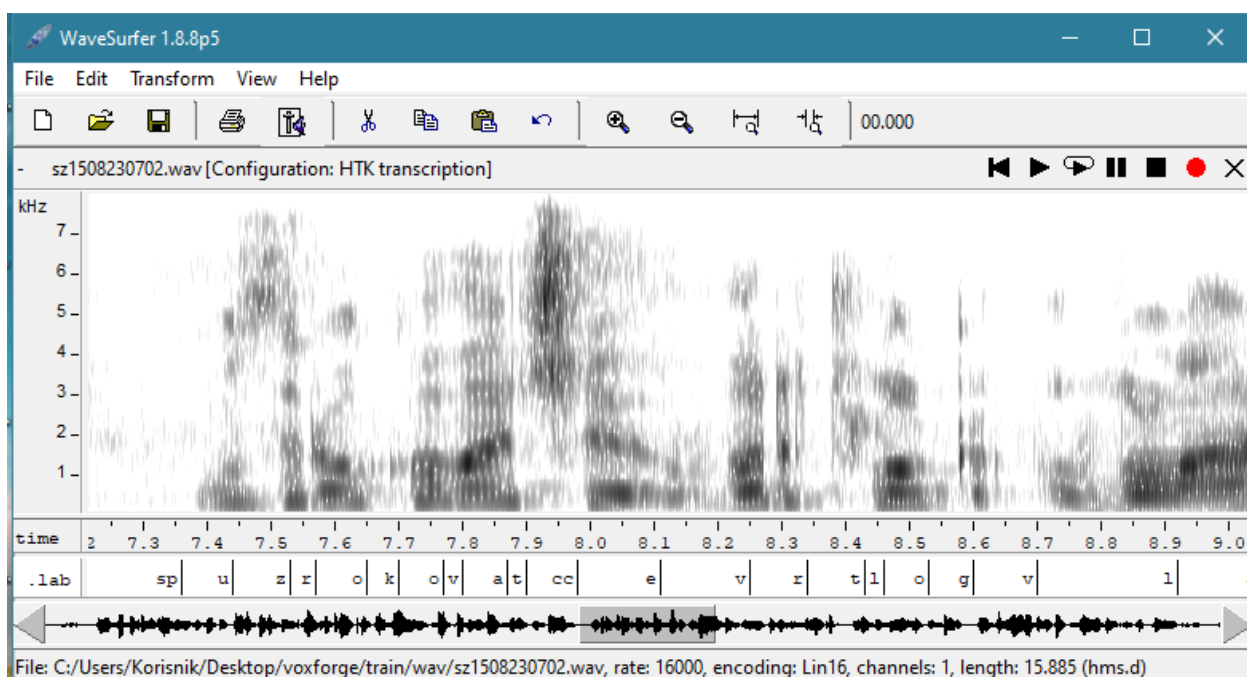 WaveSurfer 1.8.8p5
File Edit Transform View Help
00.000
- sz1508230702.wav [Configuration: HTK transcription]
kHz
7
6
5
4
3
2
1
time 2 7.3 7.4 7.5 7.6 7.7 7.8 7.9 8.0 8.1 8.2 8.3 8.4 8.5 8.6 8.7 8.8 8.9 9.0
.lab sp u z r o k o v a t cc e v r t l o g v l
File: C:/Users/Korisnik/Desktop/voxforge/train/wav/sz1508230702.wav, rate: 16000, encoding: Lin16, channels: 1, length: 15.885 (hms.d)